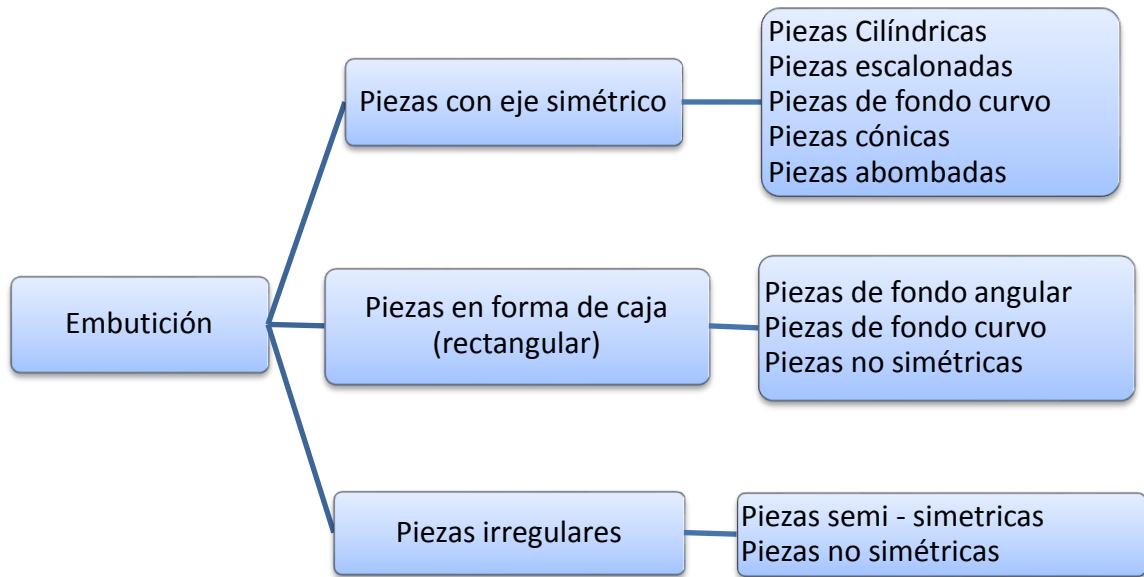 Embutición
Piezas con eje simétrico
Piezas Cilíndricas
Piezas escalonadas
Piezas de fondo curvo
Piezas cónicas
Piezas abombadas
Piezas en forma de caja
(rectangular)
Piezas de fondo angular
Piezas de fondo curvo
Piezas no simétricas
Piezas irregulares
Piezas semi - simetricas
Piezas no simétricas